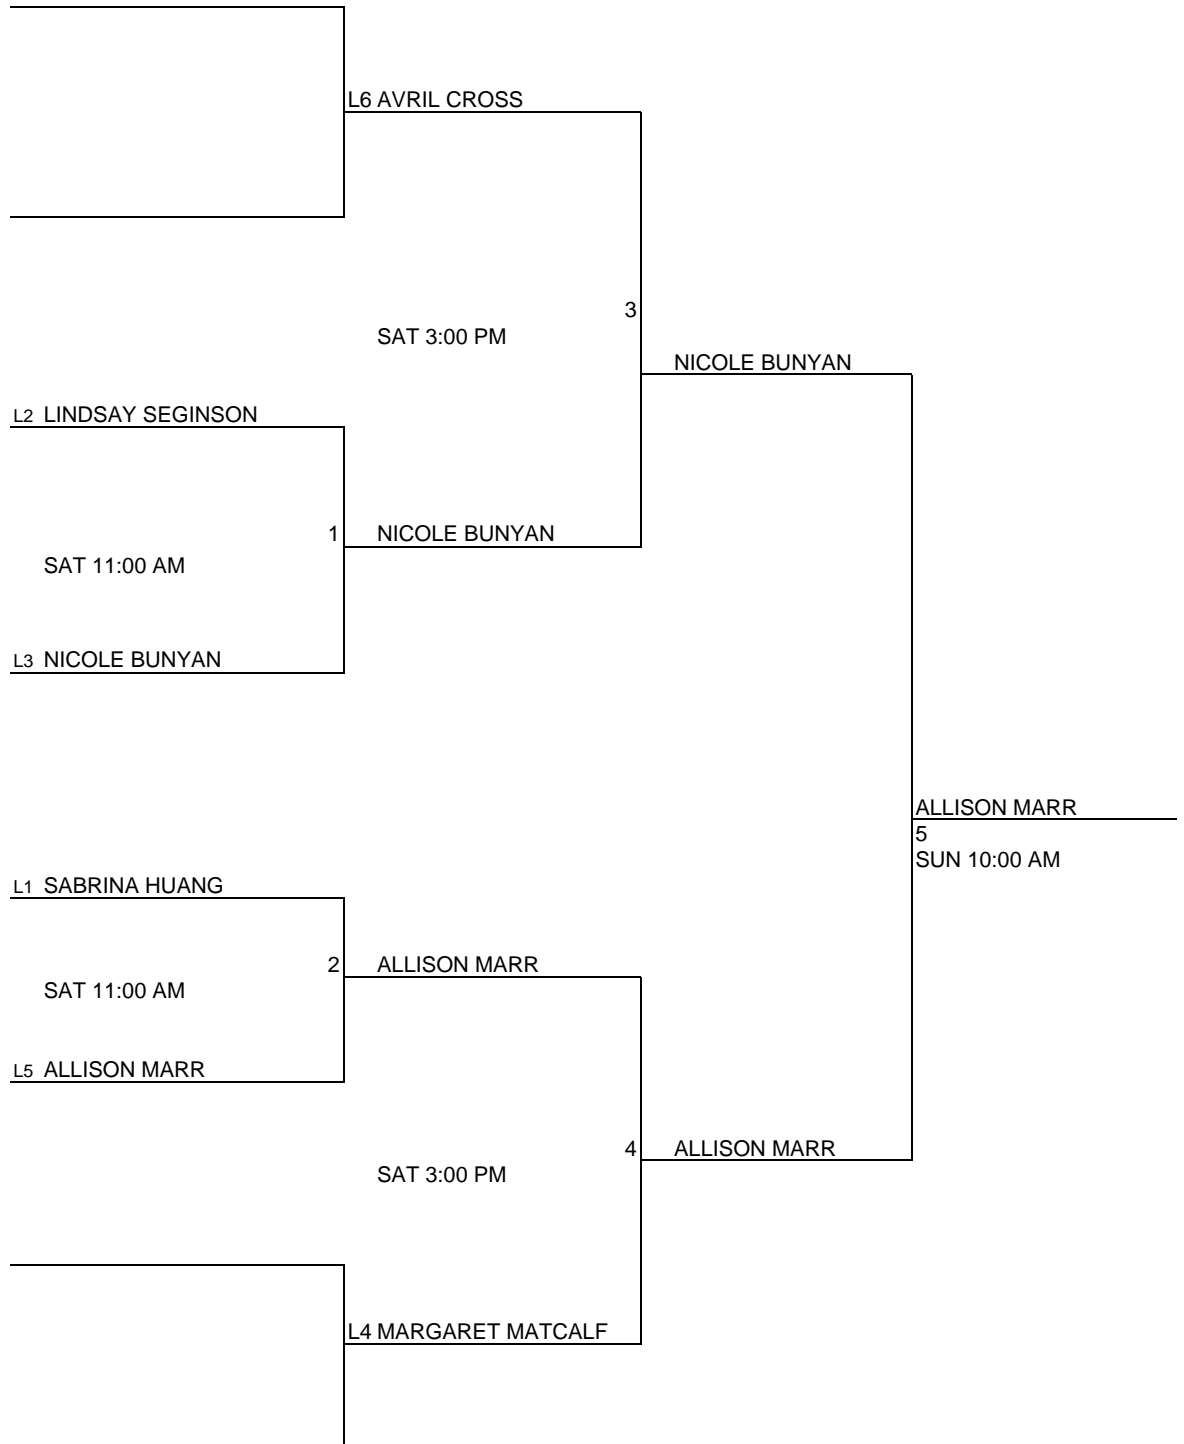 L6 AVRIL CROSS
3
SAT 3:00 PM
NICOLE BUNYAN
L2 LINDSAY SEGINSON
1 NICOLE BUNYAN
SAT 11:00 AM
L3 NICOLE BUNYAN
ALLISON MARR
5
SUN 10:00 AM
L1 SABRINA HUANG
2 ALLISON MARR
SAT 11:00 AM
L5 ALLISON MARR
4 ALLISON MARR
SAT 3:00 PM
L4 MARGARET MATCALF